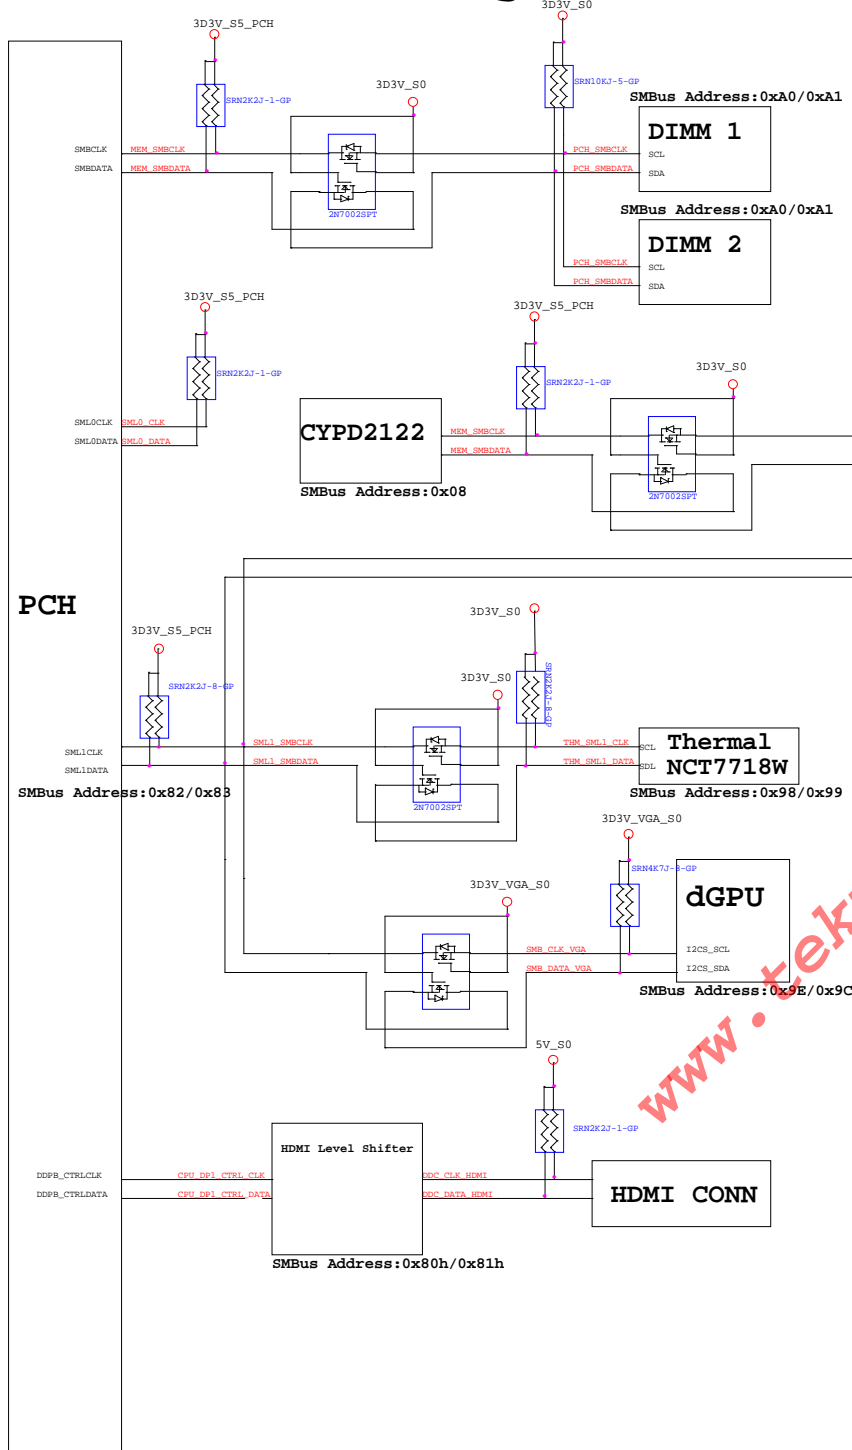 3D3V_S0
3D3V_S5_PCH
SRN2K2J-1-GP
3D3V_S0
SRN10KJ-5-GP
SMBus Address:0xA0/0xA1
DIMM 1
SMBCLK
MEM_SMBCLK
PCH_SMBCLK
SCL
SMBDATA
MEM_SMBDATA
PCH_SMBDATA
SDA
2N7002SPT
SMBus Address:0xA0/0xA1
DIMM 2
PCH_SMBCLK
SCL
PCH_SMBDATA
SDA
3D3V_S5_PCH
3D3V_S5_PCH
SRN2K2J-1-GP
SRN2K2J-1-GP
3D3V_S0
SML0CLK
SML0_CLK
SML0DATA
SML0_DATA
CYPD2122
MEM_SMBCLK
MEM_SMBDATA
SMBus Address:0x08
2N7002SPT
PCH
3D3V_S5_PCH
3D3V_S0
SRN2K2J-8-GP
3D3V_S0
SRN2K2J-8-GP
SML1CLK
SML1_SMBCLK
THM_SML1_CLK
SCL
Thermal
NCT7718W
SML1DATA
SML1_SMBDATA
THM_SML1_DATA
SDL
SMBus Address:0x82/0x83
2N7002SPT
SMBus Address:0x98/0x99
3D3V_VGA_S0
SRN4K7J-8-GP
3D3V_VGA_S0
dGPU
SMB_CLK_VGA
I2CS_SCL
SMB_DATA_VGA
I2CS_SDA
SMBus Address:0x9E/0x9C
www.tek
5V_S0
SRN2K2J-1-GP
HDMI Level Shifter
DDPB_CTRLCLK
CPU_DP1_CTRL_CLK
DDC_CLK_HDMI
DDPB_CTRLDATA
CPU_DP1_CTRL_DATA
DDC_DATA_HDMI
HDMI CONN
SMBus Address:0x80h/0x81h